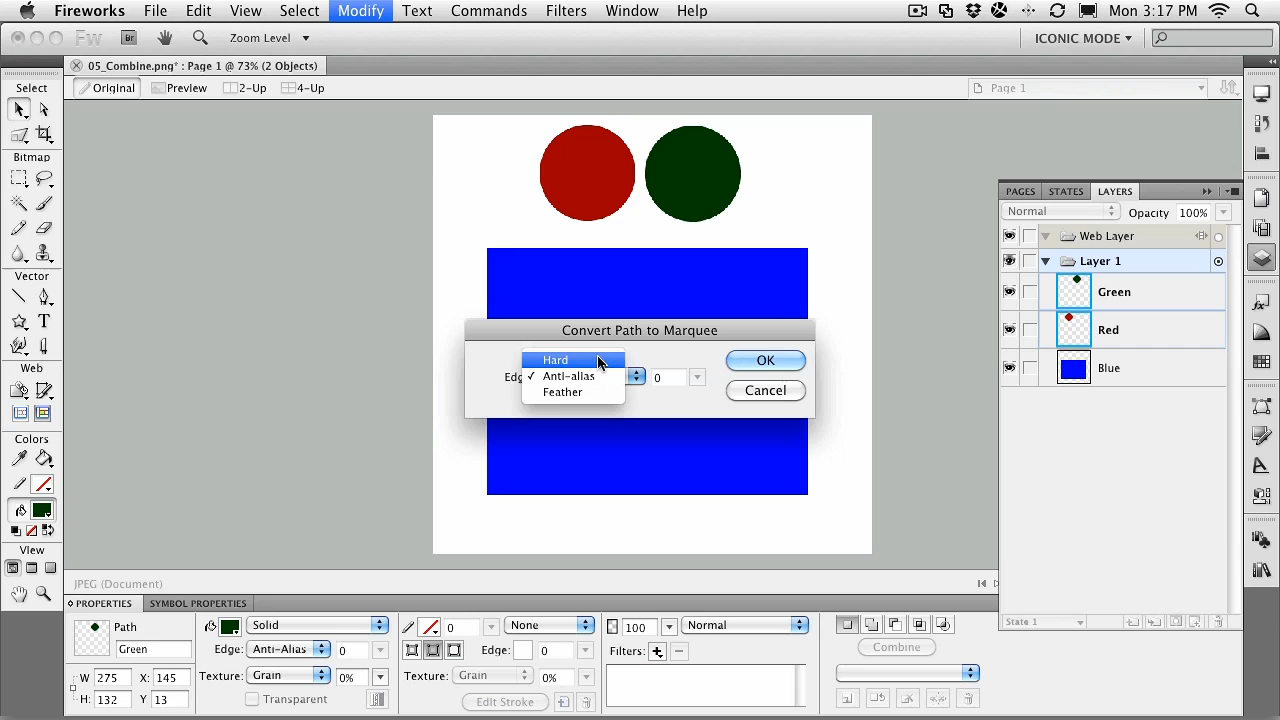 Fireworks File Edit View Select Modify Text Commands Filters Window Help Mon 3:17 PM
Fw Br Zoom Level ICONIC MODE
05_Combine.png* : Page 1 @ 73% (2 Objects)
Original Preview 2-Up 4-Up Page 1
Select
Bitmap
Vector
Web
Colors
View
PAGES STATES LAYERS
Normal Opacity 100%
Web Layer
Layer 1
Green
Red
Blue
State 1
Convert Path to Marquee
Hard
Edg
Anti-alias
Feather
0
OK
Cancel
JPEG (Document)
PROPERTIES SYMBOL PROPERTIES
Path
Green
W 275 X: 145
H: 132 Y: 13
Solid
Edge: Anti-Alias 0
Texture: Grain 0%
Transparent
0 None
Edge: 0
Texture: Grain 0%
Edit Stroke
100 Normal
Filters:
Combine